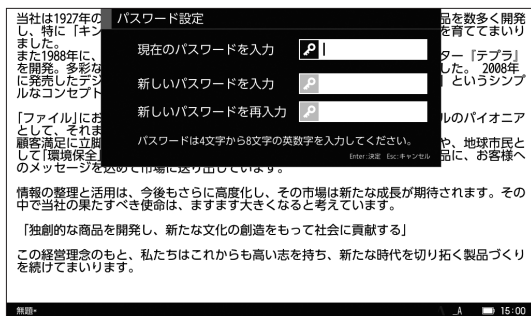 当社は1927年の
品を数多く開発
し、特に「キン
を育ててまいり
ました。
また1988年に、
ター『テプラ』
を開発。多彩な
した。 2008年
に発売したデジ
』というシンプ
ルなコンセプト
「ファイル」にお
ルのパイオニア
として、それま
顧客満足に立脚
や、地球市民と
して「環境保全」
品に、お客様へ
のメッセージを込めて市場に送り出しています。
パスワード設定
現在のパスワードを入力
新しいパスワードを入力
新しいパスワードを再入力
パスワードは4文字から8文字の英数字を入力してください。
Enter:決定 Esc:キャンセル
情報の整理と活用は、今後もさらに高度化し、その市場は新たな成長が期待されます。その
中で当社の果たすべき使命は、ますます大きくなると考えています。
「独創的な商品を開発し、新たな文化の創造をもって社会に貢献する」
この経営理念のもと、私たちはこれからも高い志を持ち、新たな時代を切り拓く製品づくり
を続けてまいります。
無題*
_A 15:00